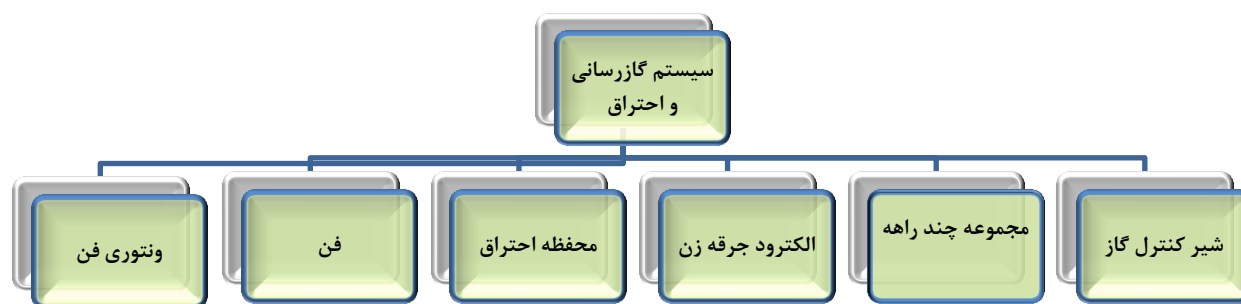 سیستم گازرسانی
و احتراق
شیر کنترل گاز
مجموعه چند راهه
الکترود جرقه زن
محفظه احتراق
فن
ونتوری فن